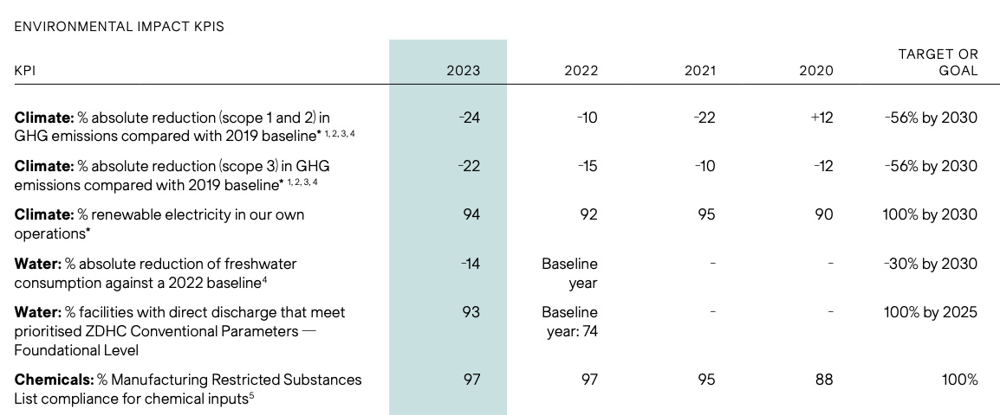 ENVIRONMENTAL IMPACT KPIS
KPI 2023 2022 2021 2020 TARGET OR GOAL
Climate: % absolute reduction (scope 1 and 2) in -24 -10 -22 +12 -56% by 2030
GHG emissions compared with 2019 baseline* 1, 2, 3, 4
Climate: % absolute reduction (scope 3) in GHG -22 -15 -10 -12 -56% by 2030
emissions compared with 2019 baseline* 1, 2, 3, 4
Climate: % renewable electricity in our own 94 92 95 90 100% by 2030
operations*
Water: % absolute reduction of freshwater -14 Baseline - - -30% by 2030
consumption against a 2022 baseline4 year
Water: % facilities with direct discharge that meet 93 Baseline - - 100% by 2025
prioritised ZDHC Conventional Parameters — year: 74
Foundational Level
Chemicals: % Manufacturing Restricted Substances 97 97 95 88 100%
List compliance for chemical inputs5